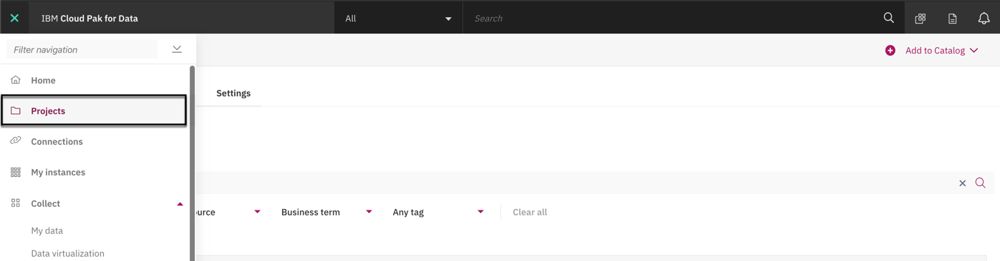 IBM Cloud Pak for Data
All
Search
Filter navigation
Add to Catalog
Home
Settings
Projects
Connections
My instances
Collect
urce
Business term
Any tag
Clear all
My data
Data virtualization